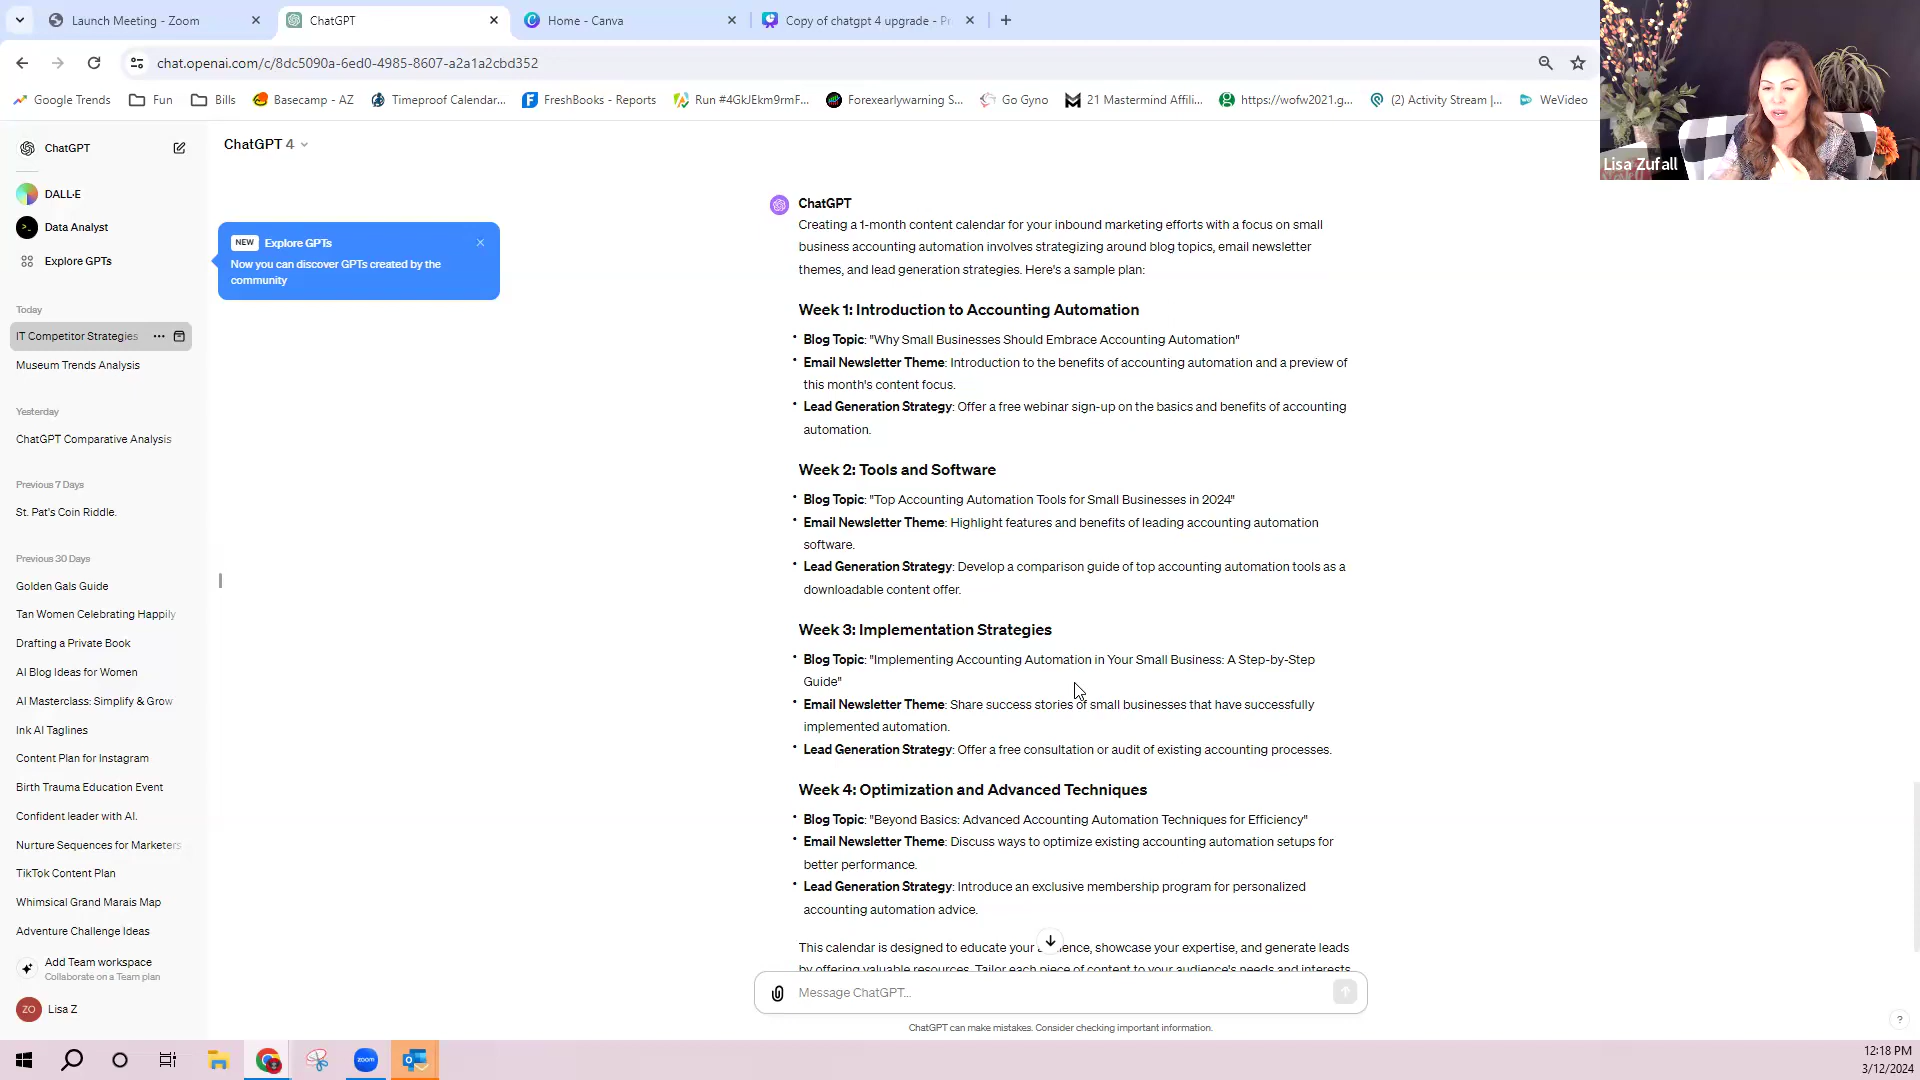 Launch Meeting - Zoom
ChatGPT
Home - Canva
Copy of chatgpt 4 upgrade - Pr
chat.openai.com/c/8dc5090a-6ed0-4985-8607-a2a1a2cbd352
Google Trends
Fun
Bills
Basecamp - AZ
Timeproof Calendar...
FreshBooks - Reports
Run #4GkJEkm9rmF...
Forexearlywarning S...
Go Gyno
21 Mastermind Affili...
https://wofw2021.g...
(2) Activity Stream |...
WeVideo
Lisa Zufall
ChatGPT
DALL·E
Data Analyst
Explore GPTs
Today
IT Competitor Strategies
Museum Trends Analysis
Yesterday
ChatGPT Comparative Analysis
Previous 7 Days
St. Pat's Coin Riddle.
Previous 30 Days
Golden Gals Guide
Tan Women Celebrating Happily
Drafting a Private Book
AI Blog Ideas for Women
AI Masterclass: Simplify & Grow
Ink AI Taglines
Content Plan for Instagram
Birth Trauma Education Event
Confident leader with AI.
Nurture Sequences for Marketers
TikTok Content Plan
Whimsical Grand Marais Map
Adventure Challenge Ideas
Add Team workspace
Collaborate on a Team plan
ZO
Lisa Z
ChatGPT 4
NEW Explore GPTs
Now you can discover GPTs created by the
community
ChatGPT
Creating a 1-month content calendar for your inbound marketing efforts with a focus on small
business accounting automation involves strategizing around blog topics, email newsletter
themes, and lead generation strategies. Here's a sample plan:
Week 1: Introduction to Accounting Automation
• Blog Topic: "Why Small Businesses Should Embrace Accounting Automation"
• Email Newsletter Theme: Introduction to the benefits of accounting automation and a preview of
this month's content focus.
• Lead Generation Strategy: Offer a free webinar sign-up on the basics and benefits of accounting
automation.
Week 2: Tools and Software
• Blog Topic: "Top Accounting Automation Tools for Small Businesses in 2024"
• Email Newsletter Theme: Highlight features and benefits of leading accounting automation
software.
• Lead Generation Strategy: Develop a comparison guide of top accounting automation tools as a
downloadable content offer.
Week 3: Implementation Strategies
• Blog Topic: "Implementing Accounting Automation in Your Small Business: A Step-by-Step
Guide"
• Email Newsletter Theme: Share success stories of small businesses that have successfully
implemented automation.
• Lead Generation Strategy: Offer a free consultation or audit of existing accounting processes.
Week 4: Optimization and Advanced Techniques
• Blog Topic: "Beyond Basics: Advanced Accounting Automation Techniques for Efficiency"
• Email Newsletter Theme: Discuss ways to optimize existing accounting automation setups for
better performance.
• Lead Generation Strategy: Introduce an exclusive membership program for personalized
accounting automation advice.
This calendar is designed to educate your ence, showcase your expertise, and generate leads
by offering valuable resources. Tailor each piece of content to your audience's needs and interests
Message ChatGPT...
ChatGPT can make mistakes. Consider checking important information.
?
zoom
12:18 PM
3/12/2024